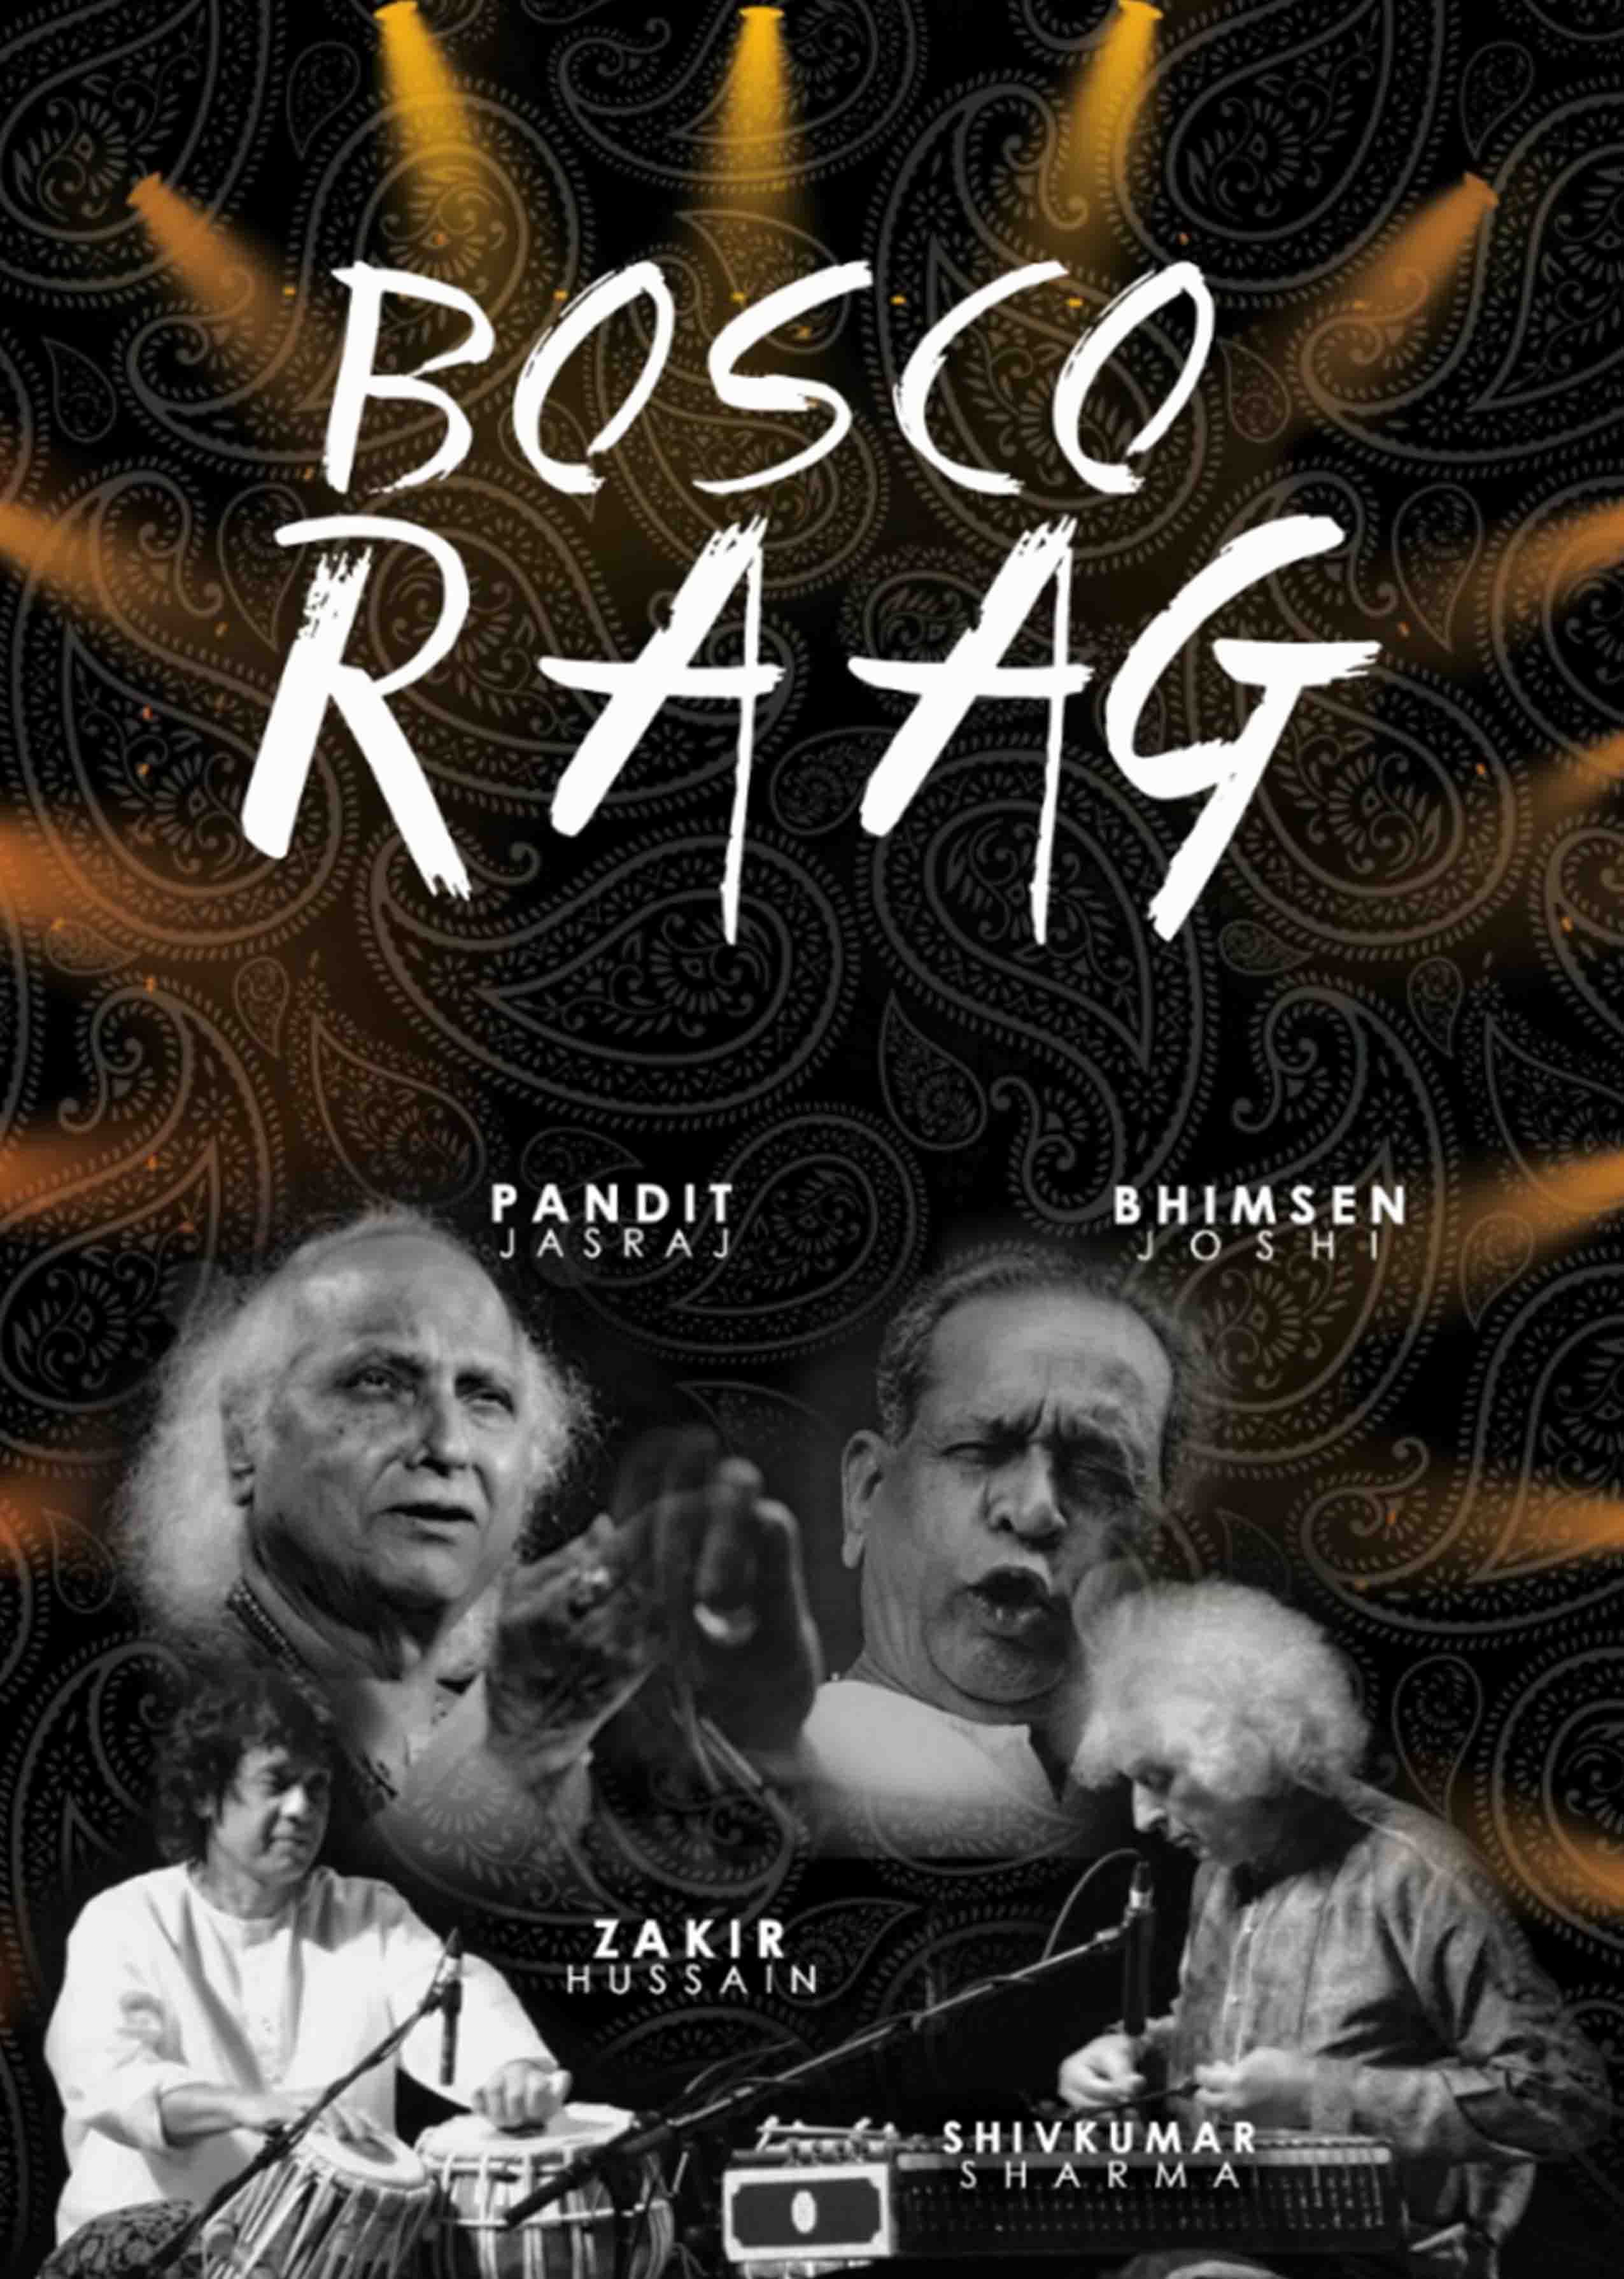 BOSCO
RAAG
PANDIT
JASRAJ
BHIMSEN
JOSHI
ZAKIR
HUSSAIN
SHIVKUMAR
SHARMA